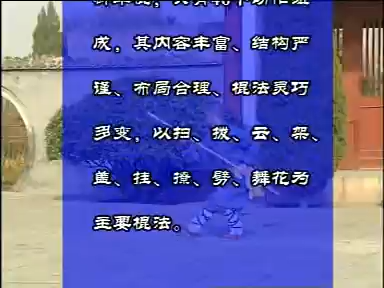 成，其内容丰富、结构严
谨、布局合理、棍法灵巧
多变，以扫、拨、云、架、
盖、挂、撩、劈、舞花为
主要棍法。